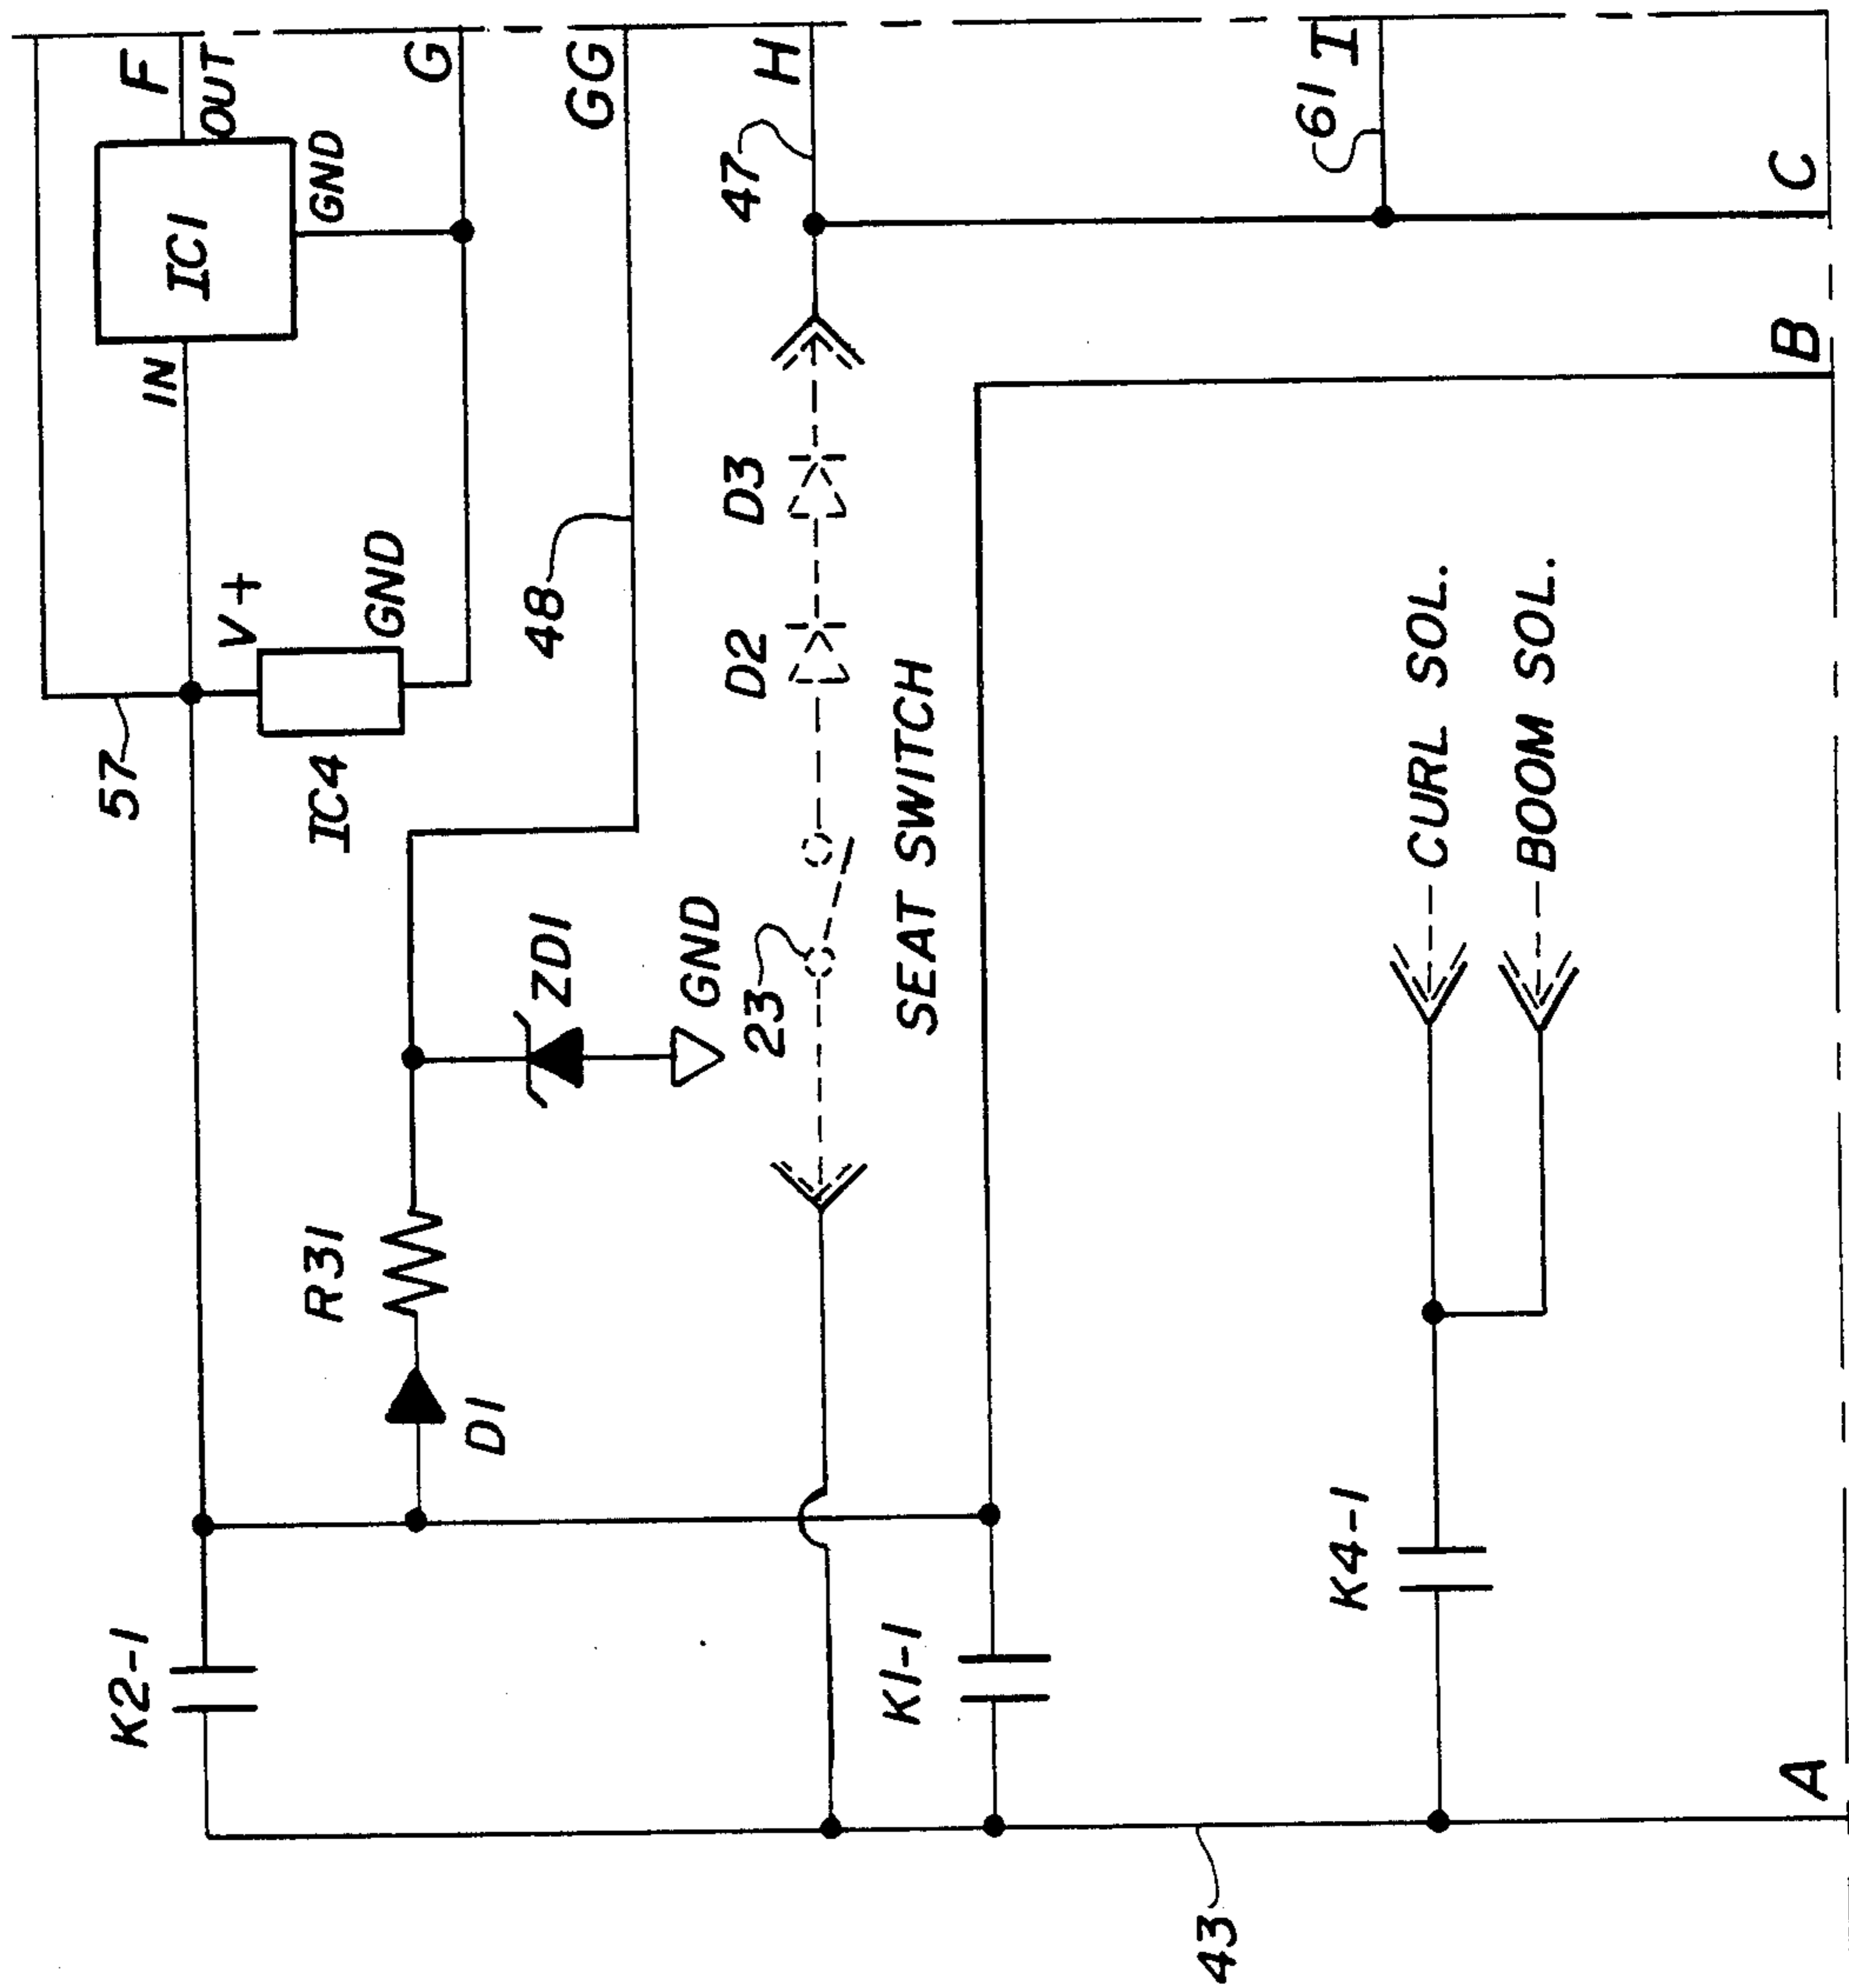 K2-1
57
IN
IC1
F
OUT
GND
V+
IC4
GND
G
R31
D1
ZD1
GND
48
GG
23
D2
D3
47
H
SEAT SWITCH
K1-1
43
K4-1
CURL SOL.
BOOM SOL.
61
I
A
B
C